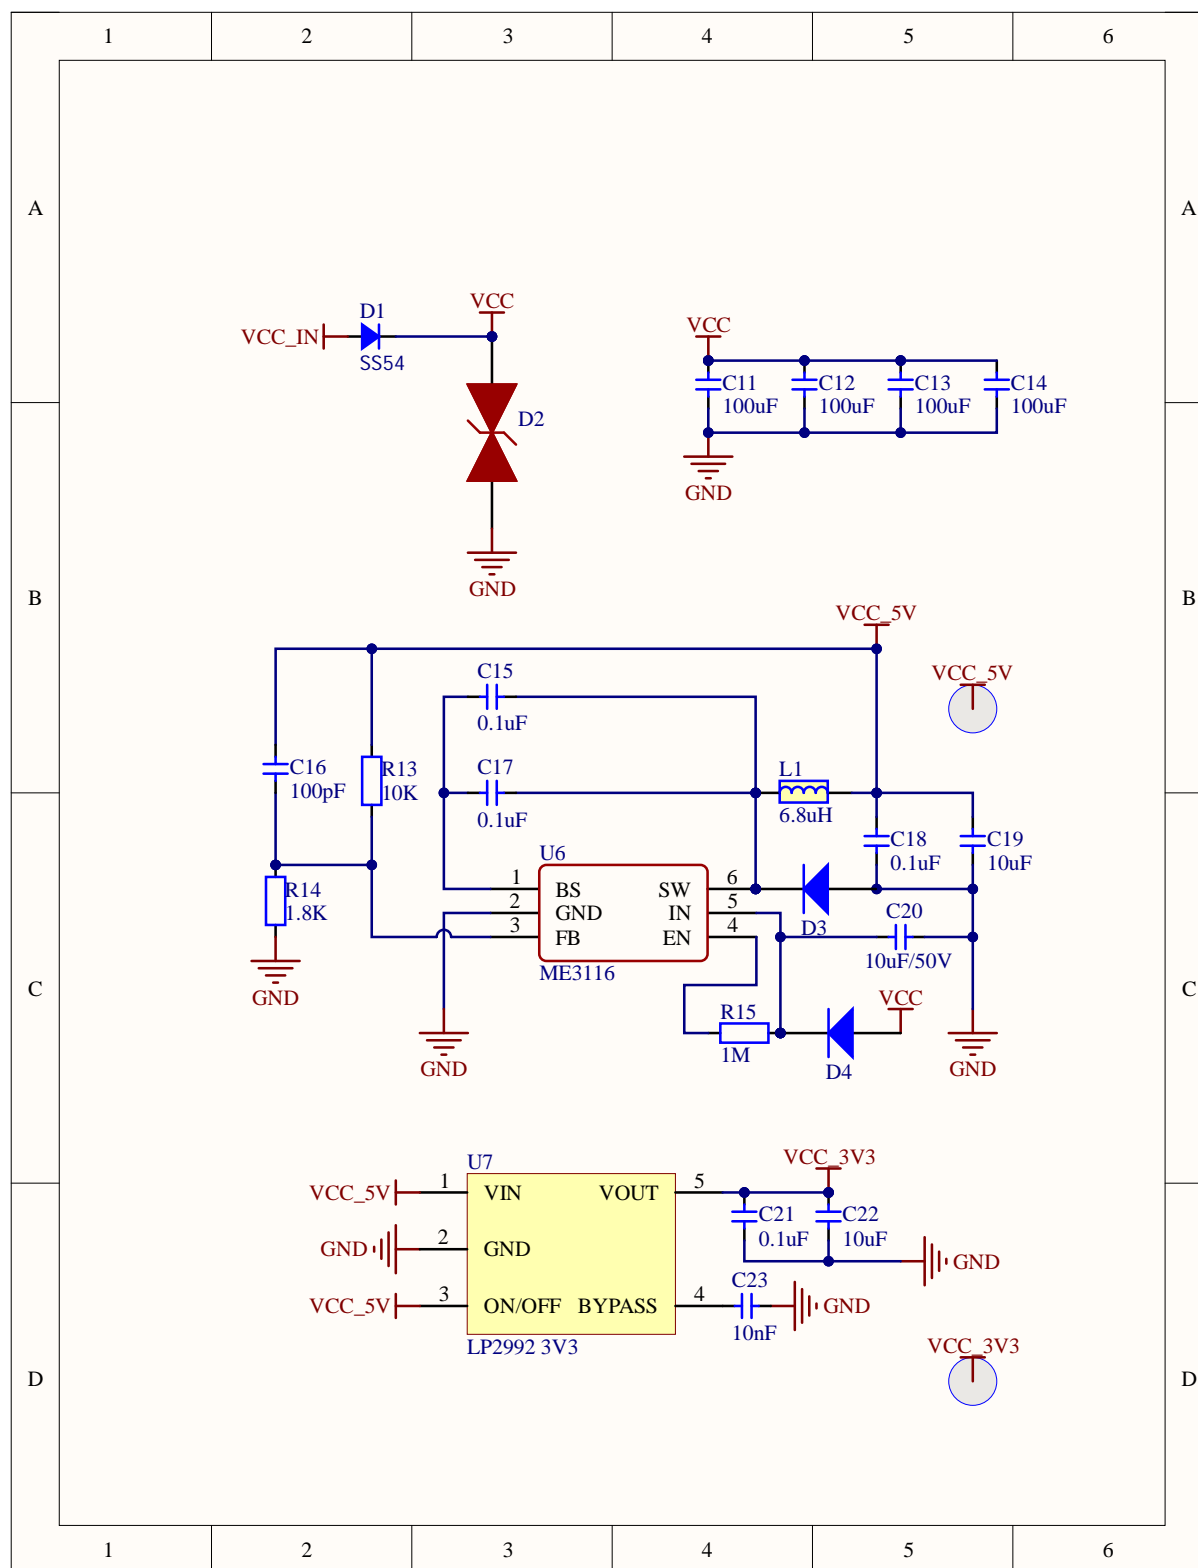 1 2 3 4 5 6
A A
VCC
D1
VCC_IN
SS54
D2
GND
VCC
C11 C12 C13 C14
100uF 100uF 100uF 100uF
GND
B B
VCC_5V
VCC_5V
C15
0.1uF
C16
100pF
R13
10K
C17
0.1uF
L1
6.8uH
C18
0.1uF
C19
10uF
U6
R14
1.8K
GND
1 BS SW 6
2 GND IN 5
3 FB EN 4
ME3116
D3
C20
10uF/50V
C C
GND
R15
1M
VCC
D4
GND
U7
VCC_3V3
VCC_5V 1 VIN VOUT 5
C21
0.1uF
C22
10uF
GND 2 GND
GND
VCC_5V 3 ON/OFF BYPASS 4
C23
10nF
GND
LP2992 3V3
VCC_3V3
D D
1 2 3 4 5 6